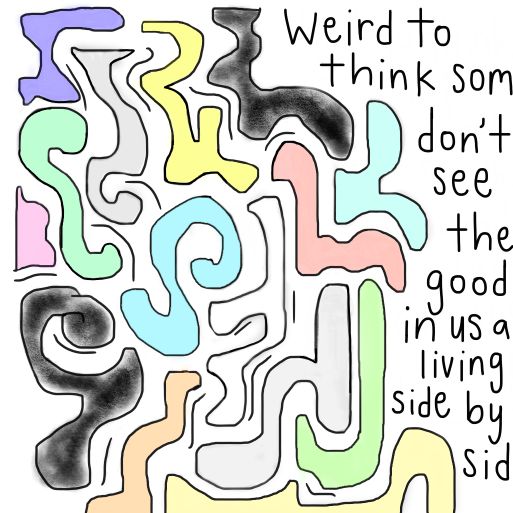 Weird to
think som
don't
see
the
good
in us a
living
side by
sid